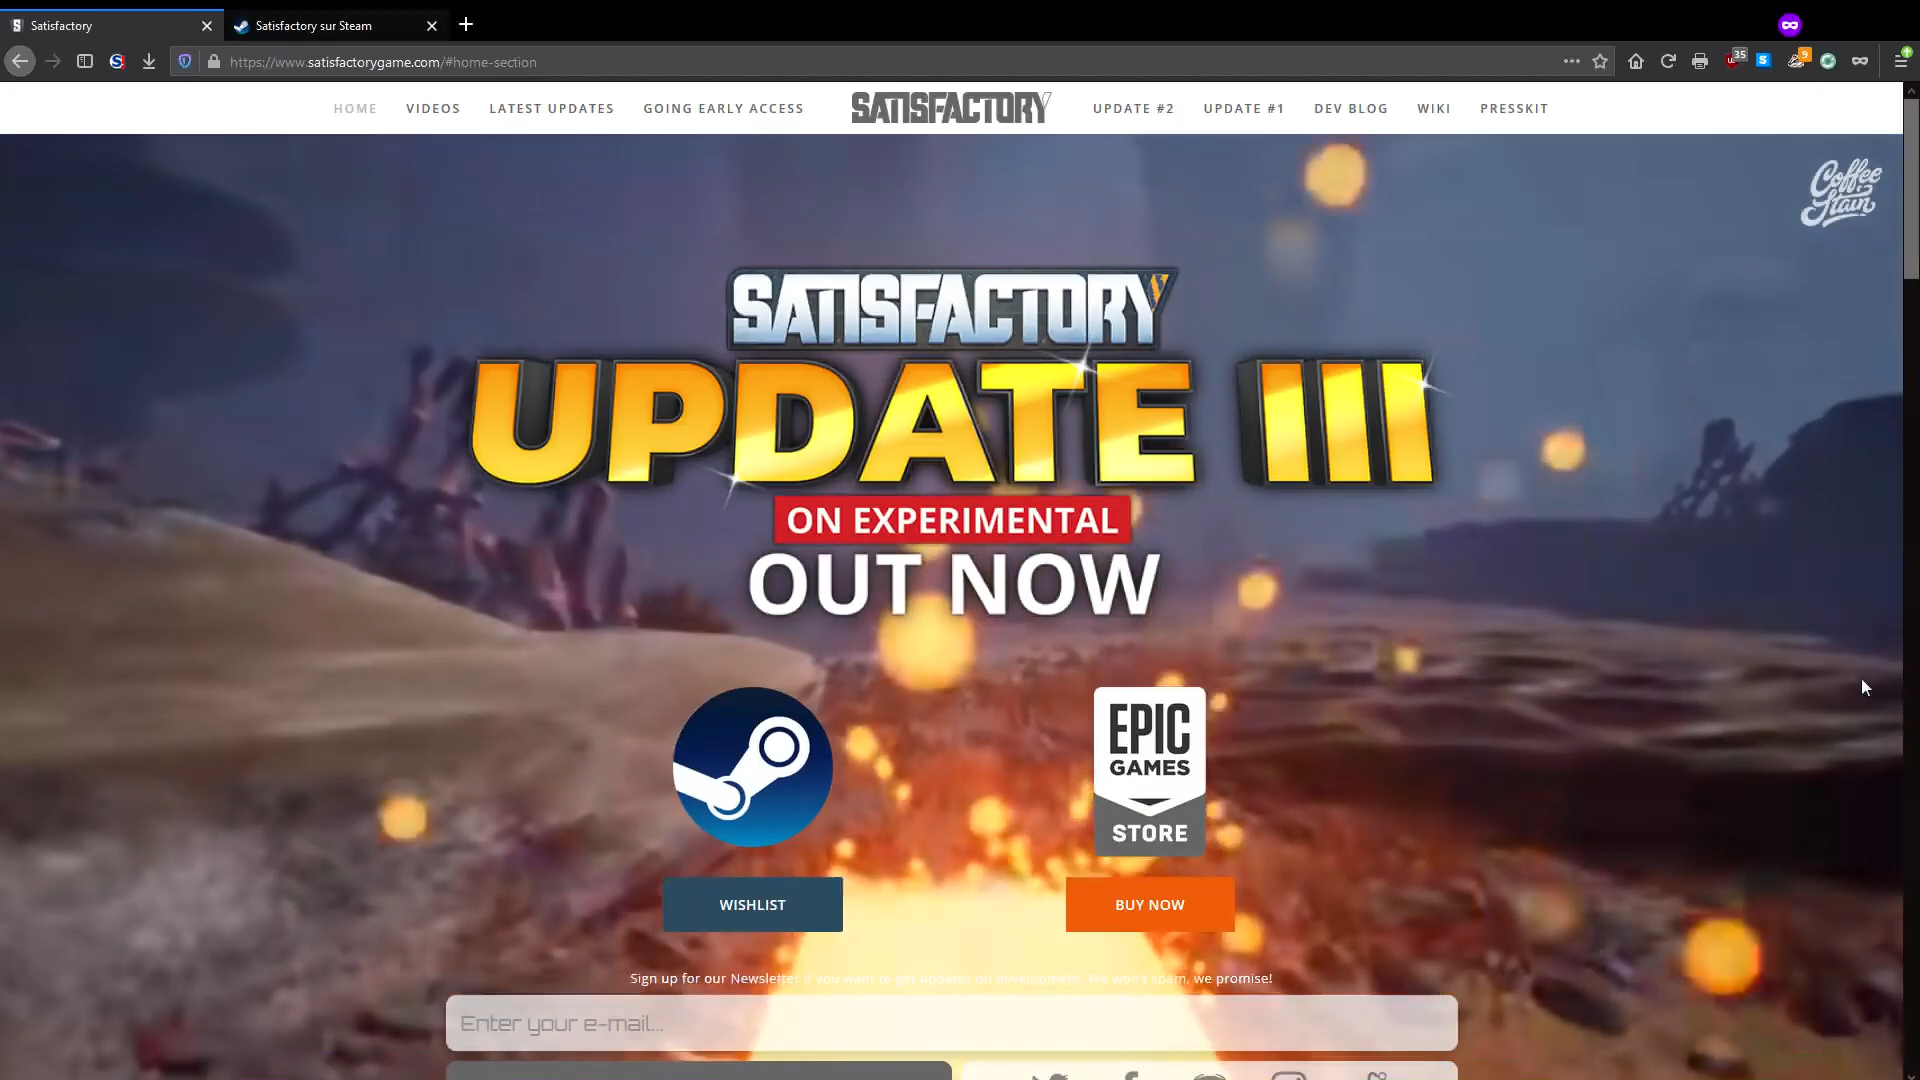 Satisfactory
Satisfactory sur Steam
https://www.satisfactorygame.com/#home-section
35
9
HOME
VIDEOS
LATEST UPDATES
GOING EARLY ACCESS
SATISFACTORY
UPDATE #2
UPDATE #1
DEV BLOG
WIKI
PRESSKIT
Coffee Stain
SATISFACTORY
UPDATE III
ON EXPERIMENTAL
OUT NOW
EPIC
GAMES
STORE
WISHLIST
BUY NOW
Sign up for our Newsletter if you want to get updates on development. We won't spam, we promise!
Enter your e-mail...